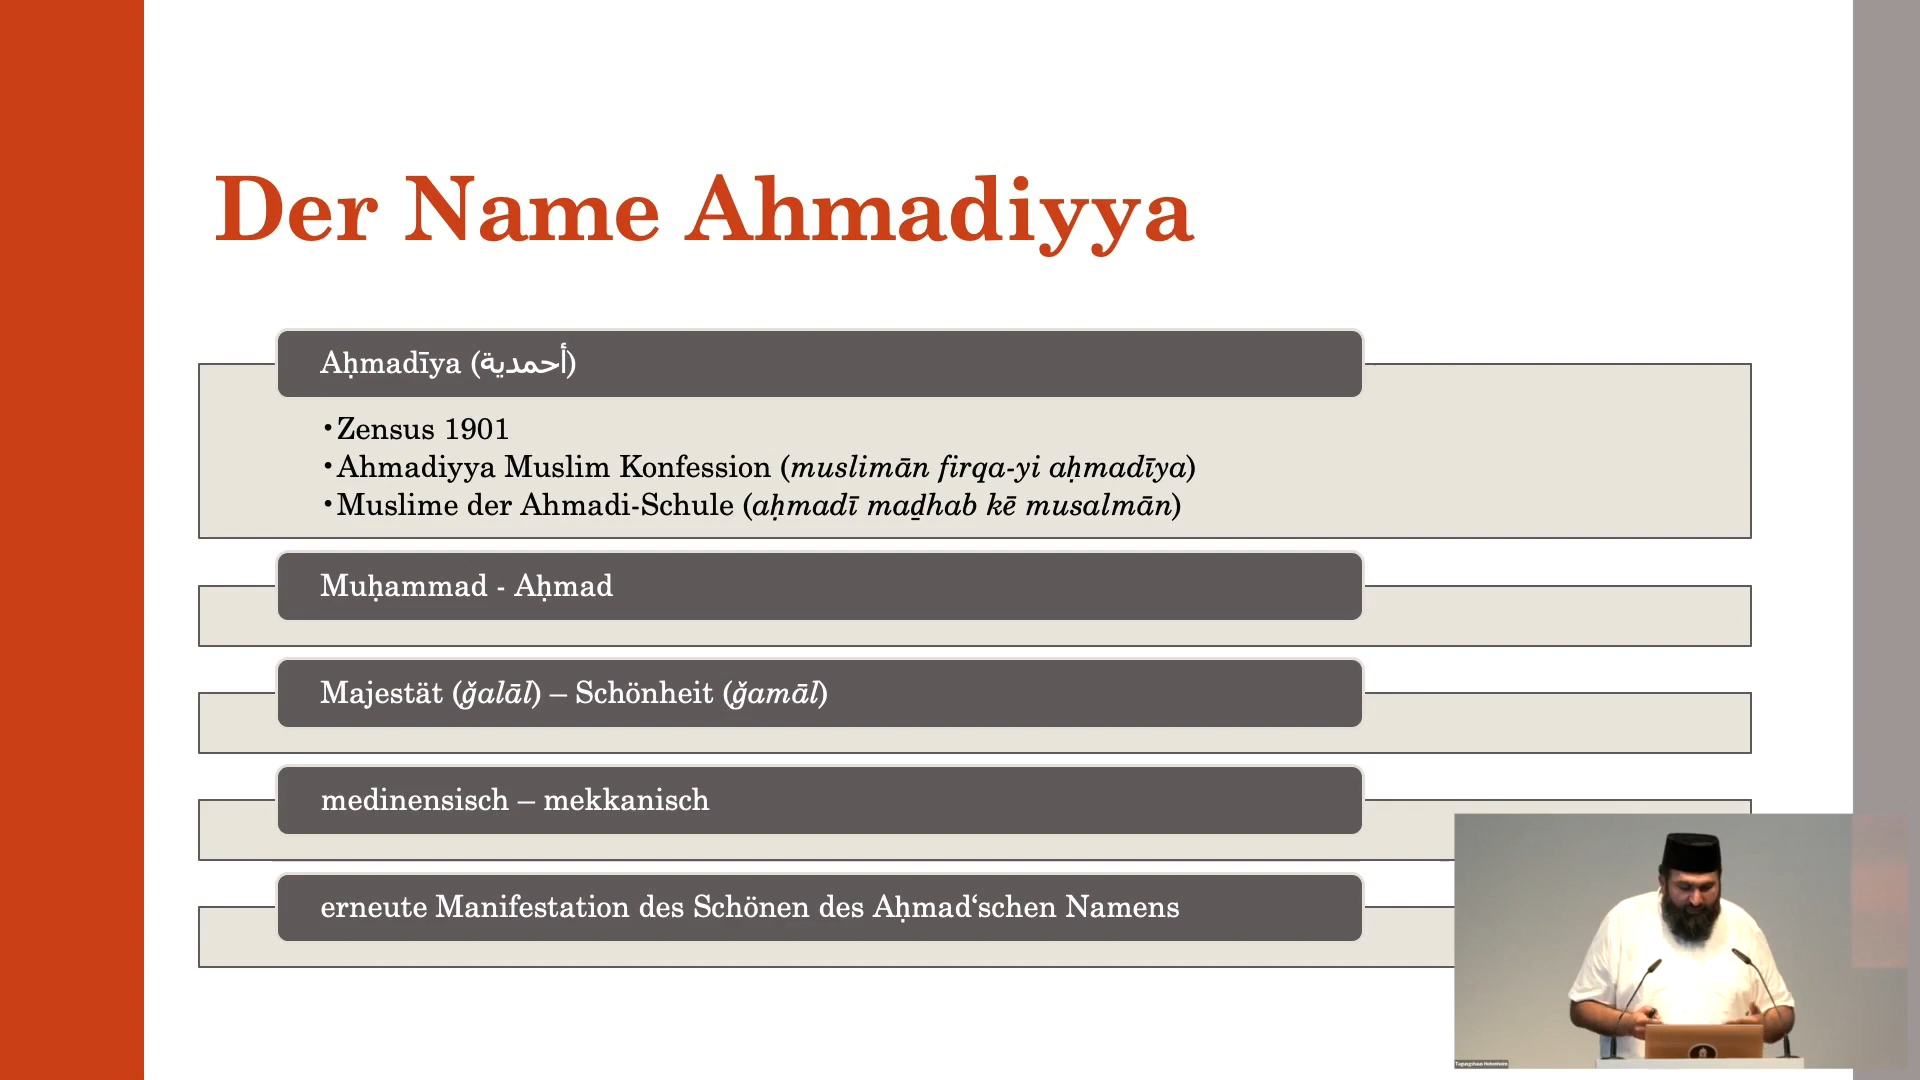 Der Name Ahmadiyya
Aḥmadīya (أحمدية)
•Zensus 1901
•Ahmadiyya Muslim Konfession (muslimān firqa-yi aḥmadīya)
•Muslime der Ahmadi-Schule (aḥmadī maḏhab kē musalmān)
Muḥammad - Aḥmad
Majestät (ǧalāl) – Schönheit (ǧamāl)
medinensisch – mekkanisch
erneute Manifestation des Schönen des Aḥmad‘schen Namens
Tagungshaus Hohenheim